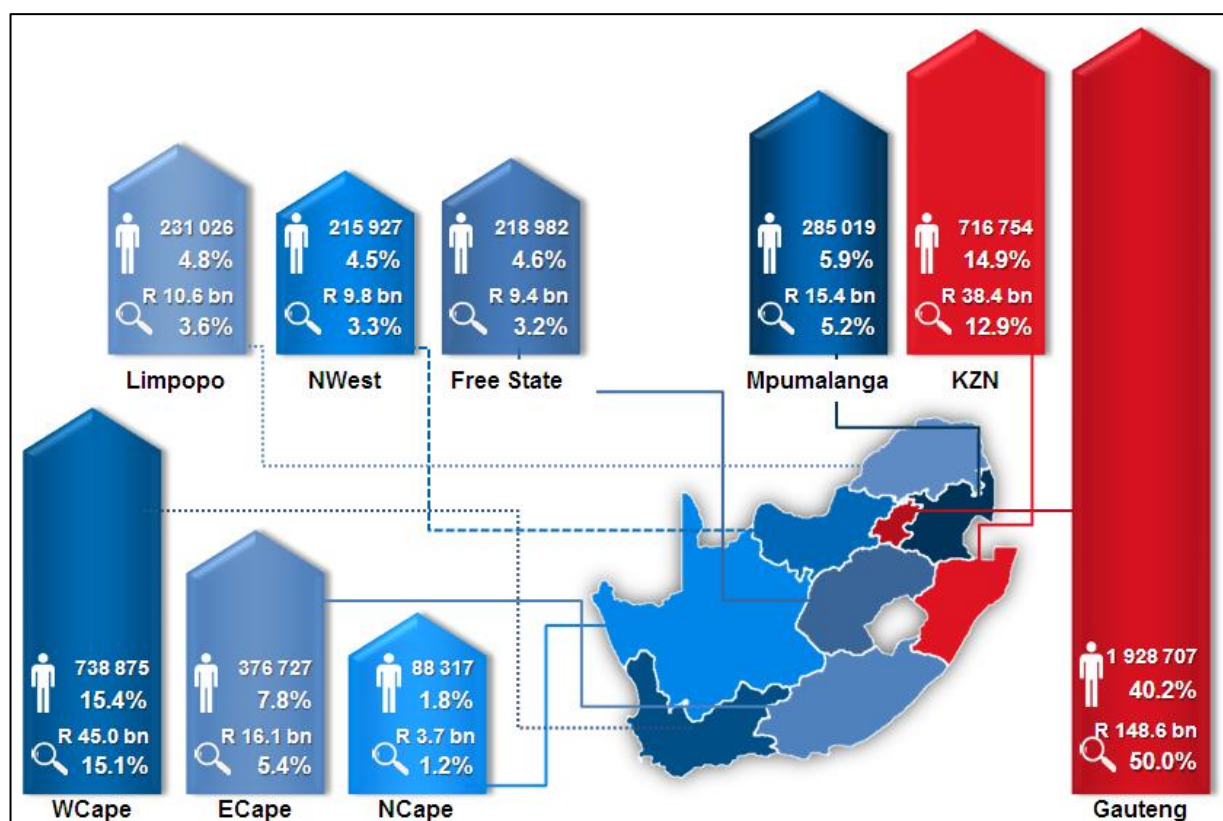 231 026
4.8%
R 10.6 bn
3.6%
Limpopo
215 927
4.5%
R 9.8 bn
3.3%
NWest
218 982
4.6%
R 9.4 bn
3.2%
Free State
285 019
5.9%
R 15.4 bn
5.2%
Mpumalanga
716 754
14.9%
R 38.4 bn
12.9%
KZN
738 875
15.4%
R 45.0 bn
15.1%
WCape
376 727
7.8%
R 16.1 bn
5.4%
ECape
88 317
1.8%
R 3.7 bn
1.2%
NCape
1 928 707
40.2%
R 148.6 bn
50.0%
Gauteng